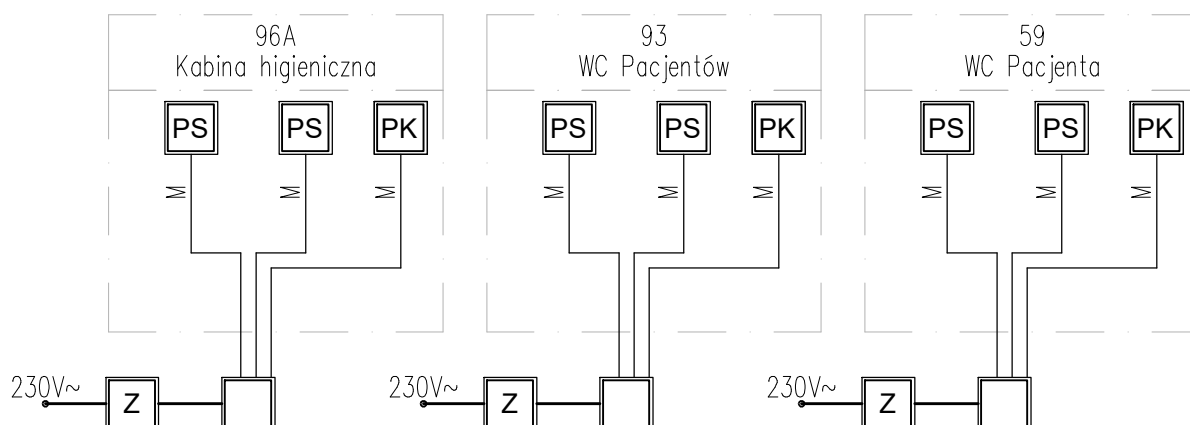 96A
Kabina higieniczna
93
WC Pacjentów
59
WC Pacjenta
PS PS PK
PS PS PK
PS PS PK
M M M
M M M
M M M
230V~
Z
230V~
Z
230V~
Z